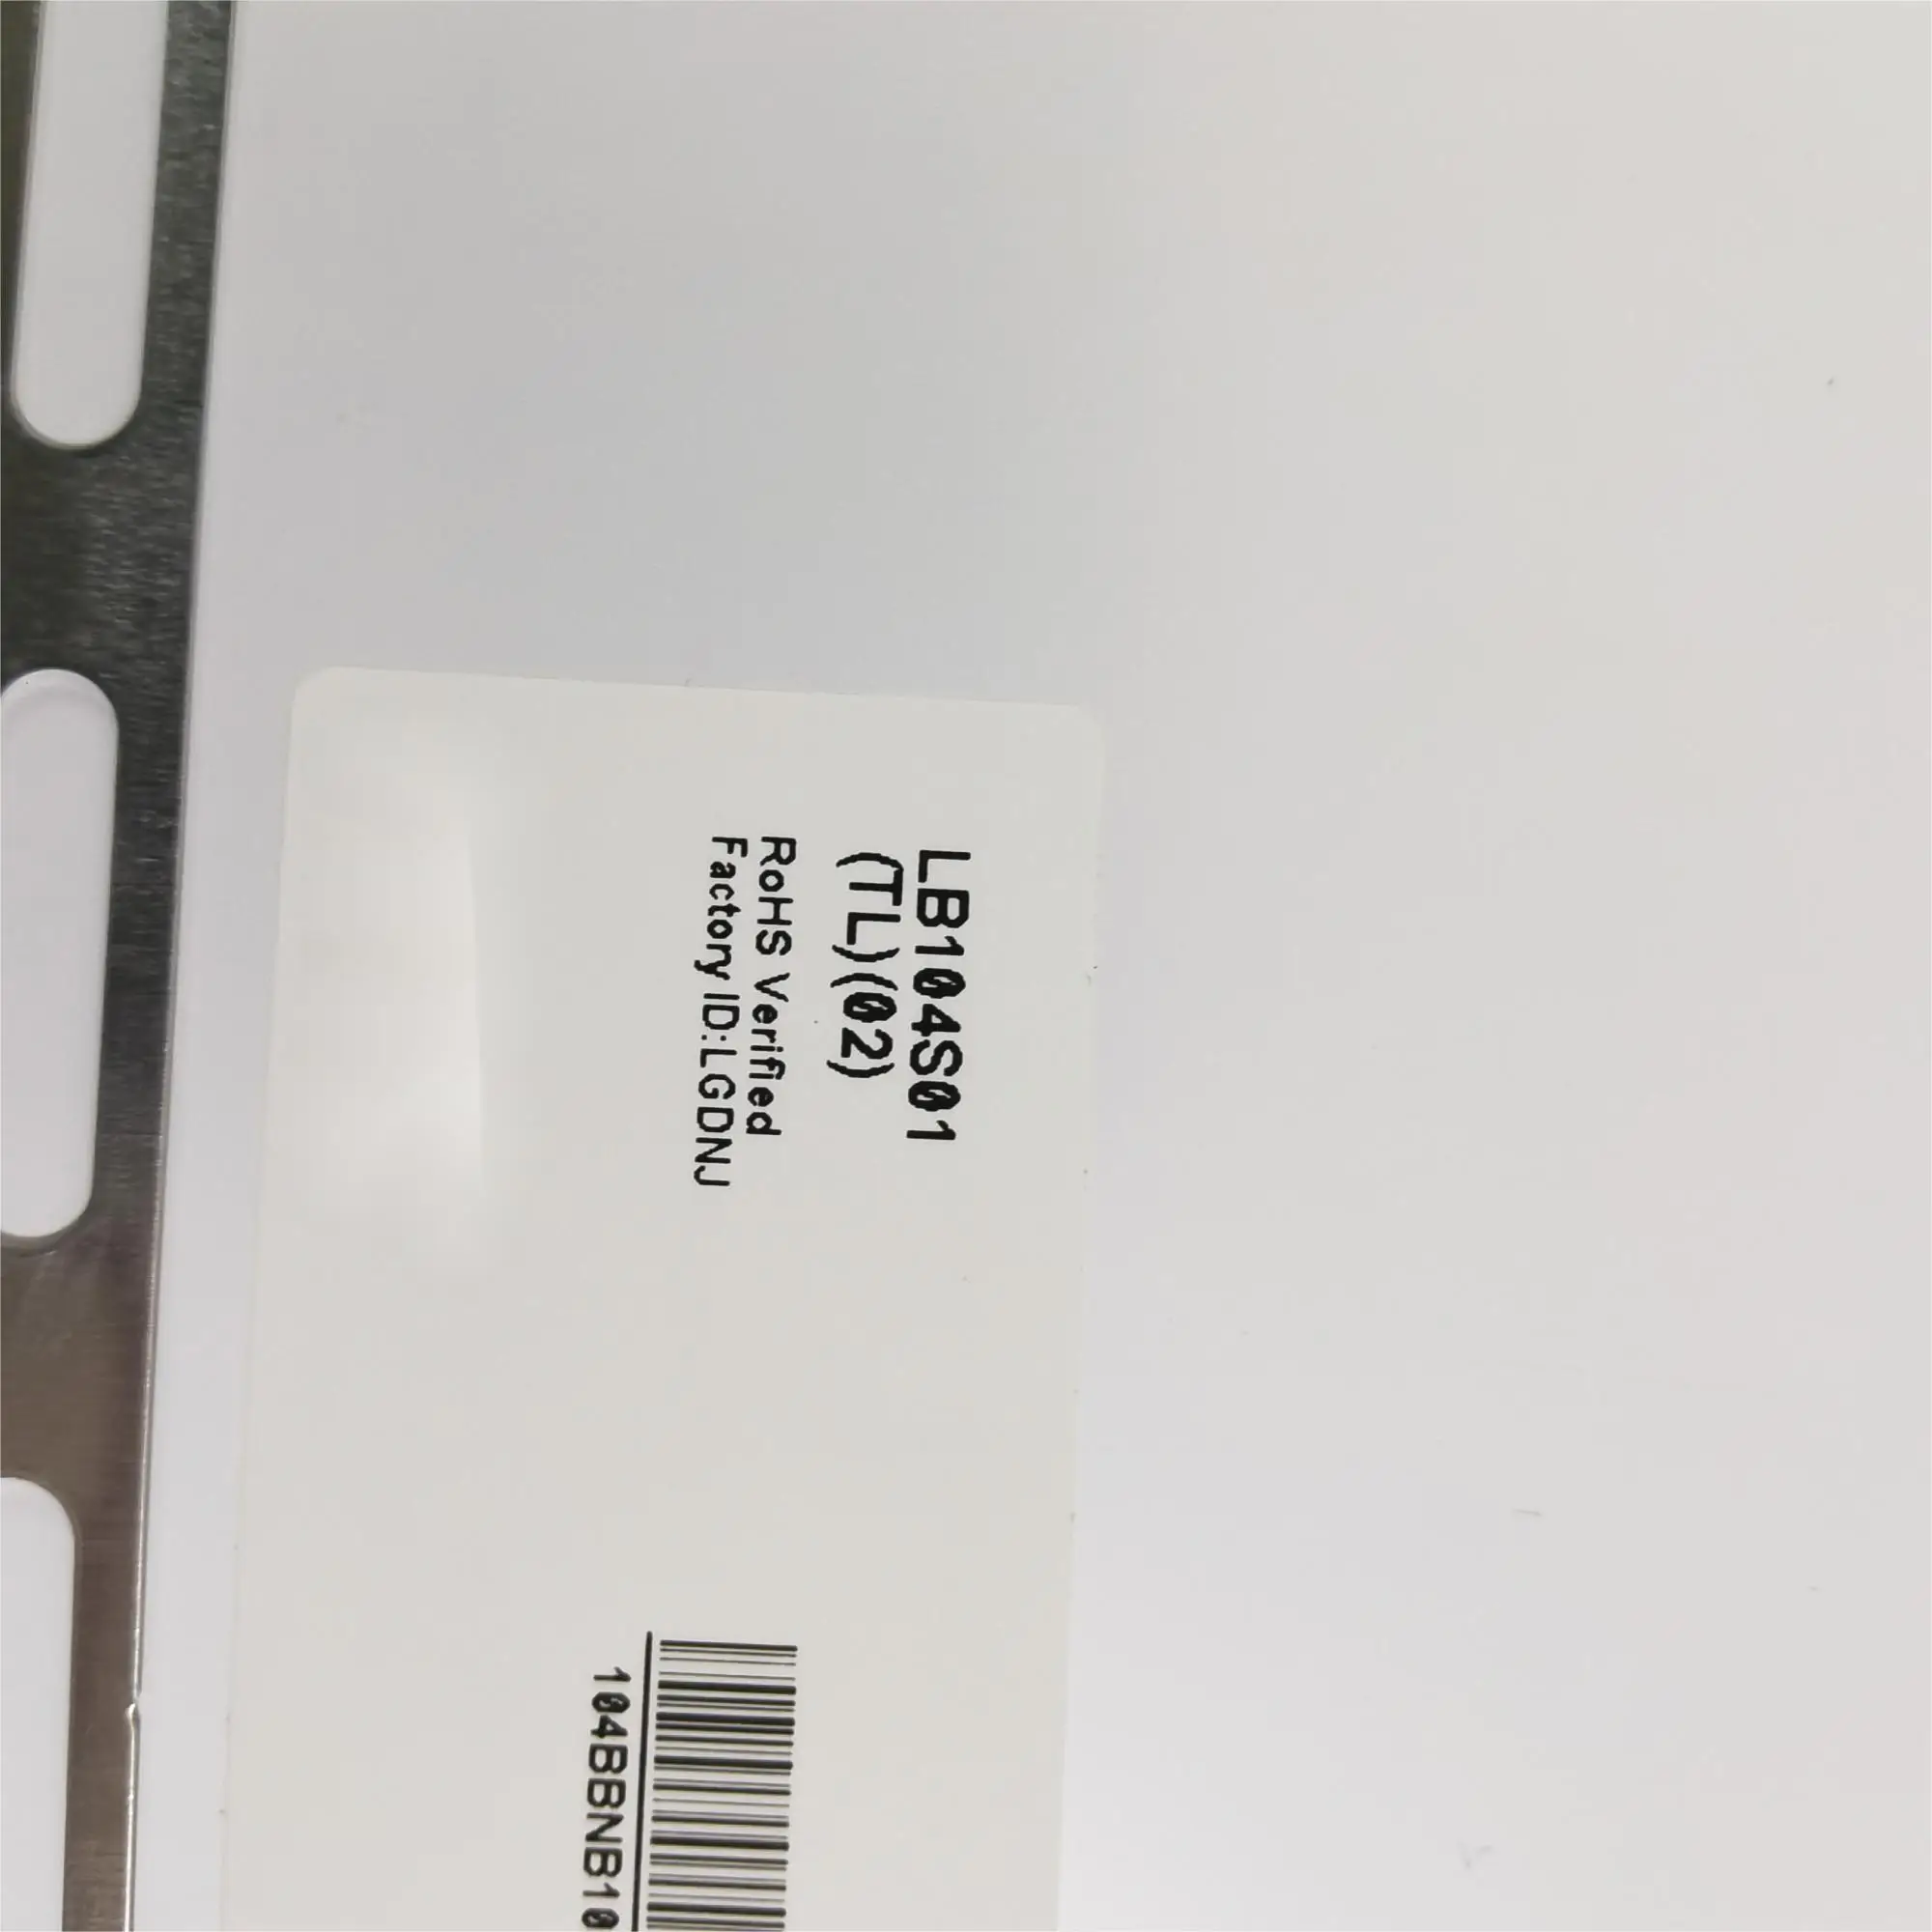 LB104S01
(TL)(02)
RoHS Verified
Factory ID:LGDNJ
104BBNB10